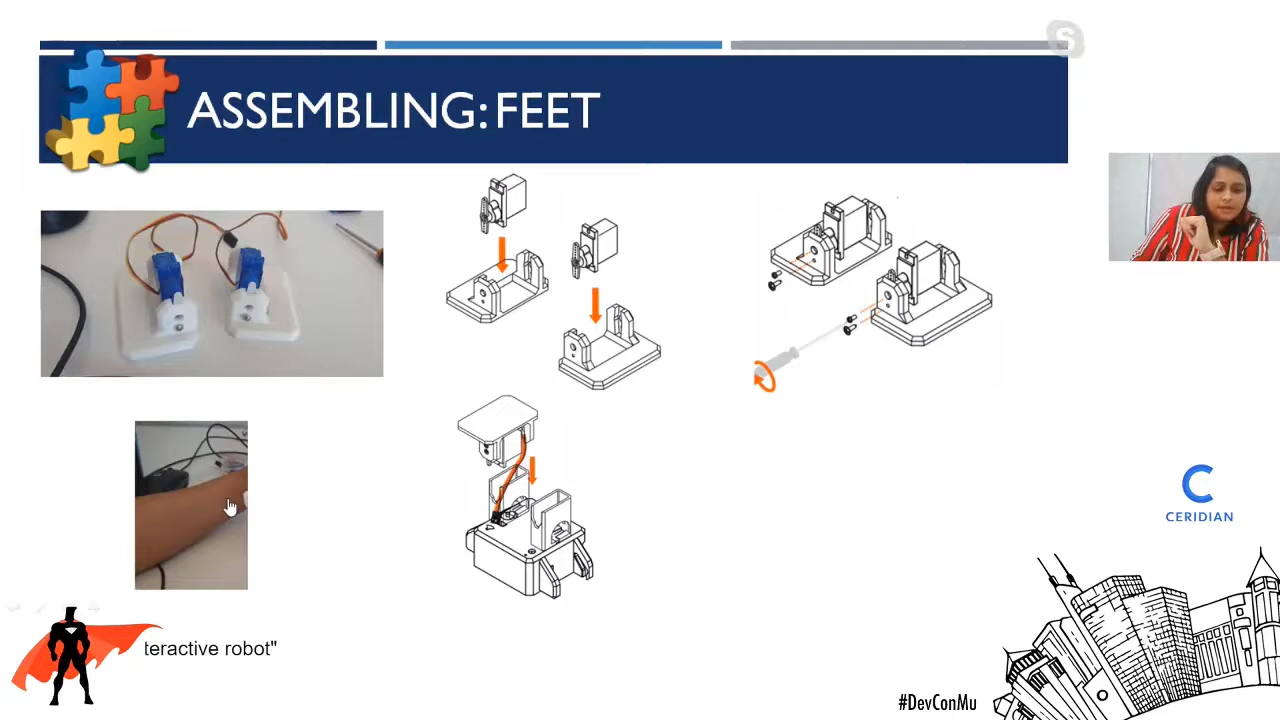 S
ASSEMBLING: FEET
C
CERIDIAN
teractive robot"
#DevConMu